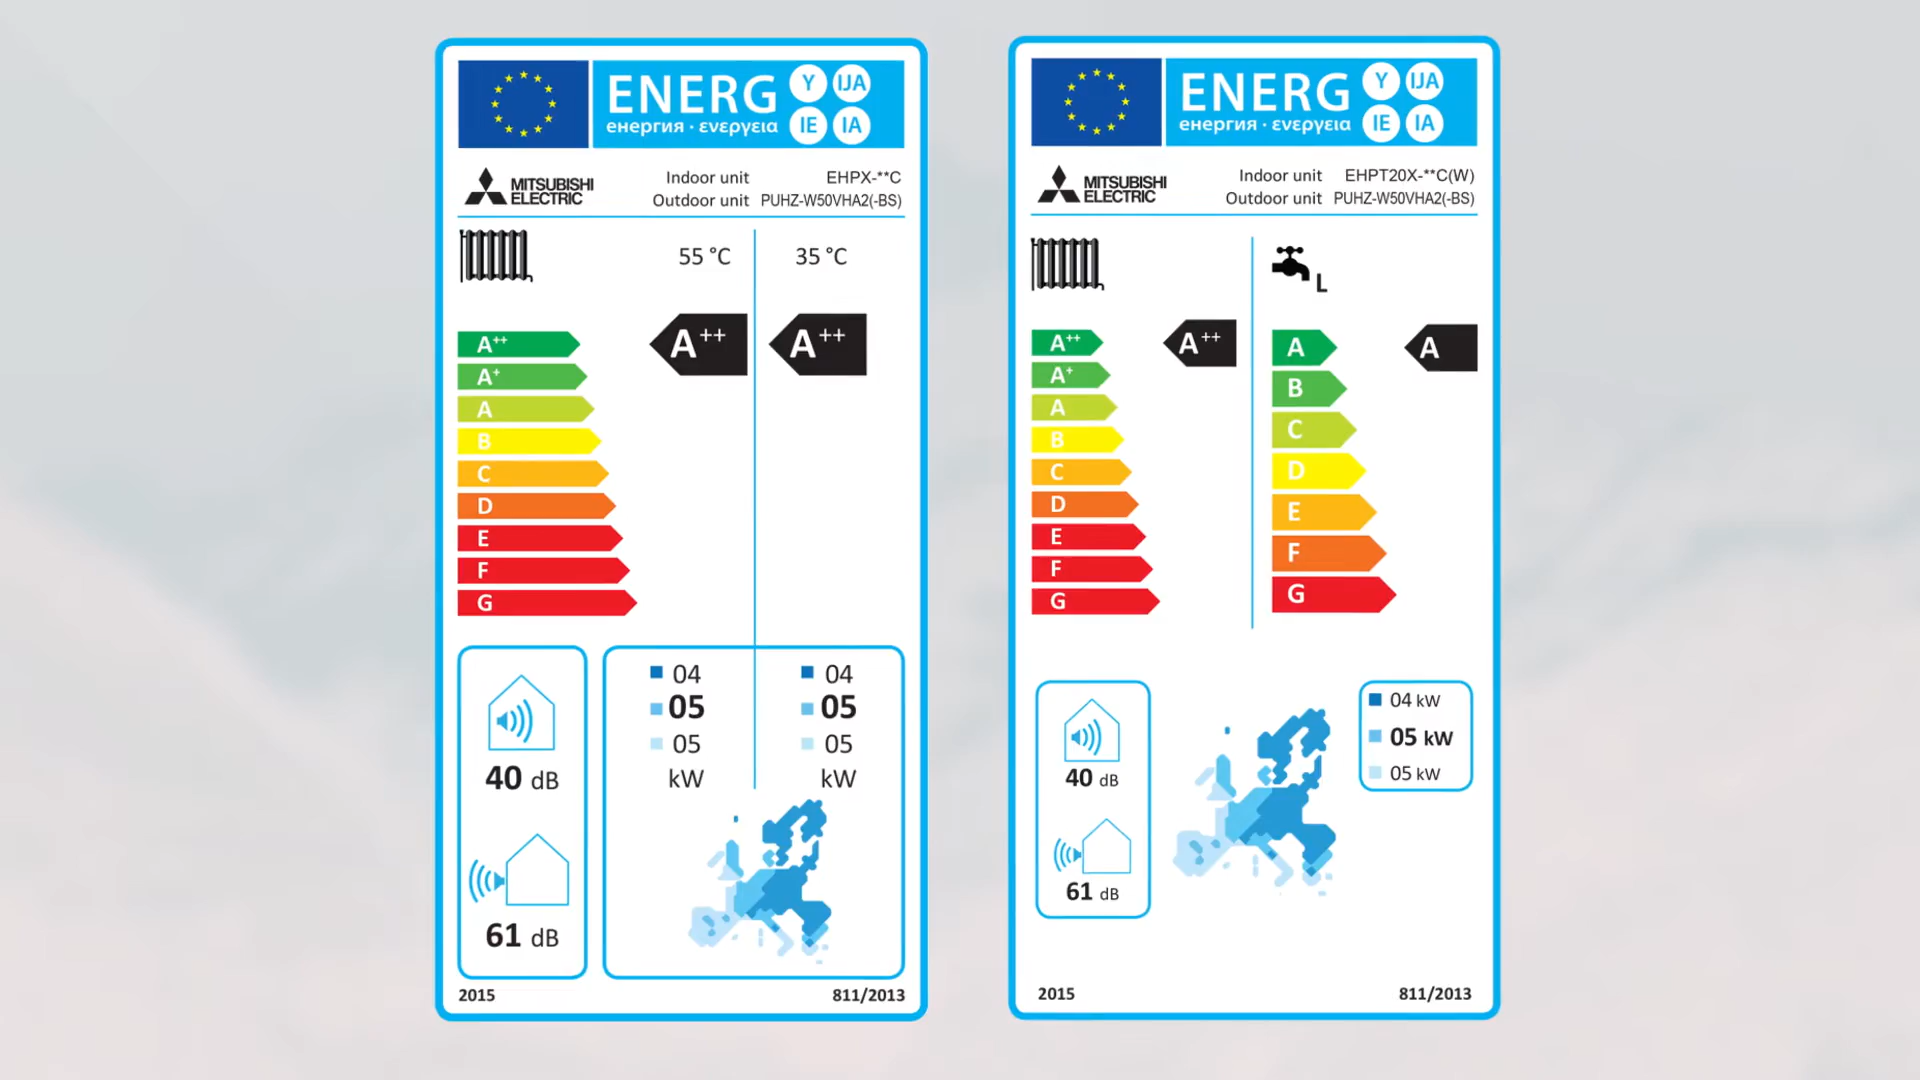 ENERG Y IJA
енергия · ενεργεια IE IA
MITSUBISHI
ELECTRIC
Indoor unit EHPX-**C
Outdoor unit PUHZ-W50VHA2(-BS)
55 °C 35 °C
A++ A++
A++
A+
A
B
C
D
E
F
G
40 dB
61 dB
04 04
05 05
05 05
kW kW
2015 811/2013
ENERG Y IJA
енергия · ενεργεια IE IA
MITSUBISHI
ELECTRIC
Indoor unit EHPT20X-**C(W)
Outdoor unit PUHZ-W50VHA2(-BS)
L
A++
A+
A
B
C
D
E
F
G
A++
A
B
C
D
E
F
G
A
40 dB
61 dB
04 kW
05 kW
05 kW
2015 811/2013